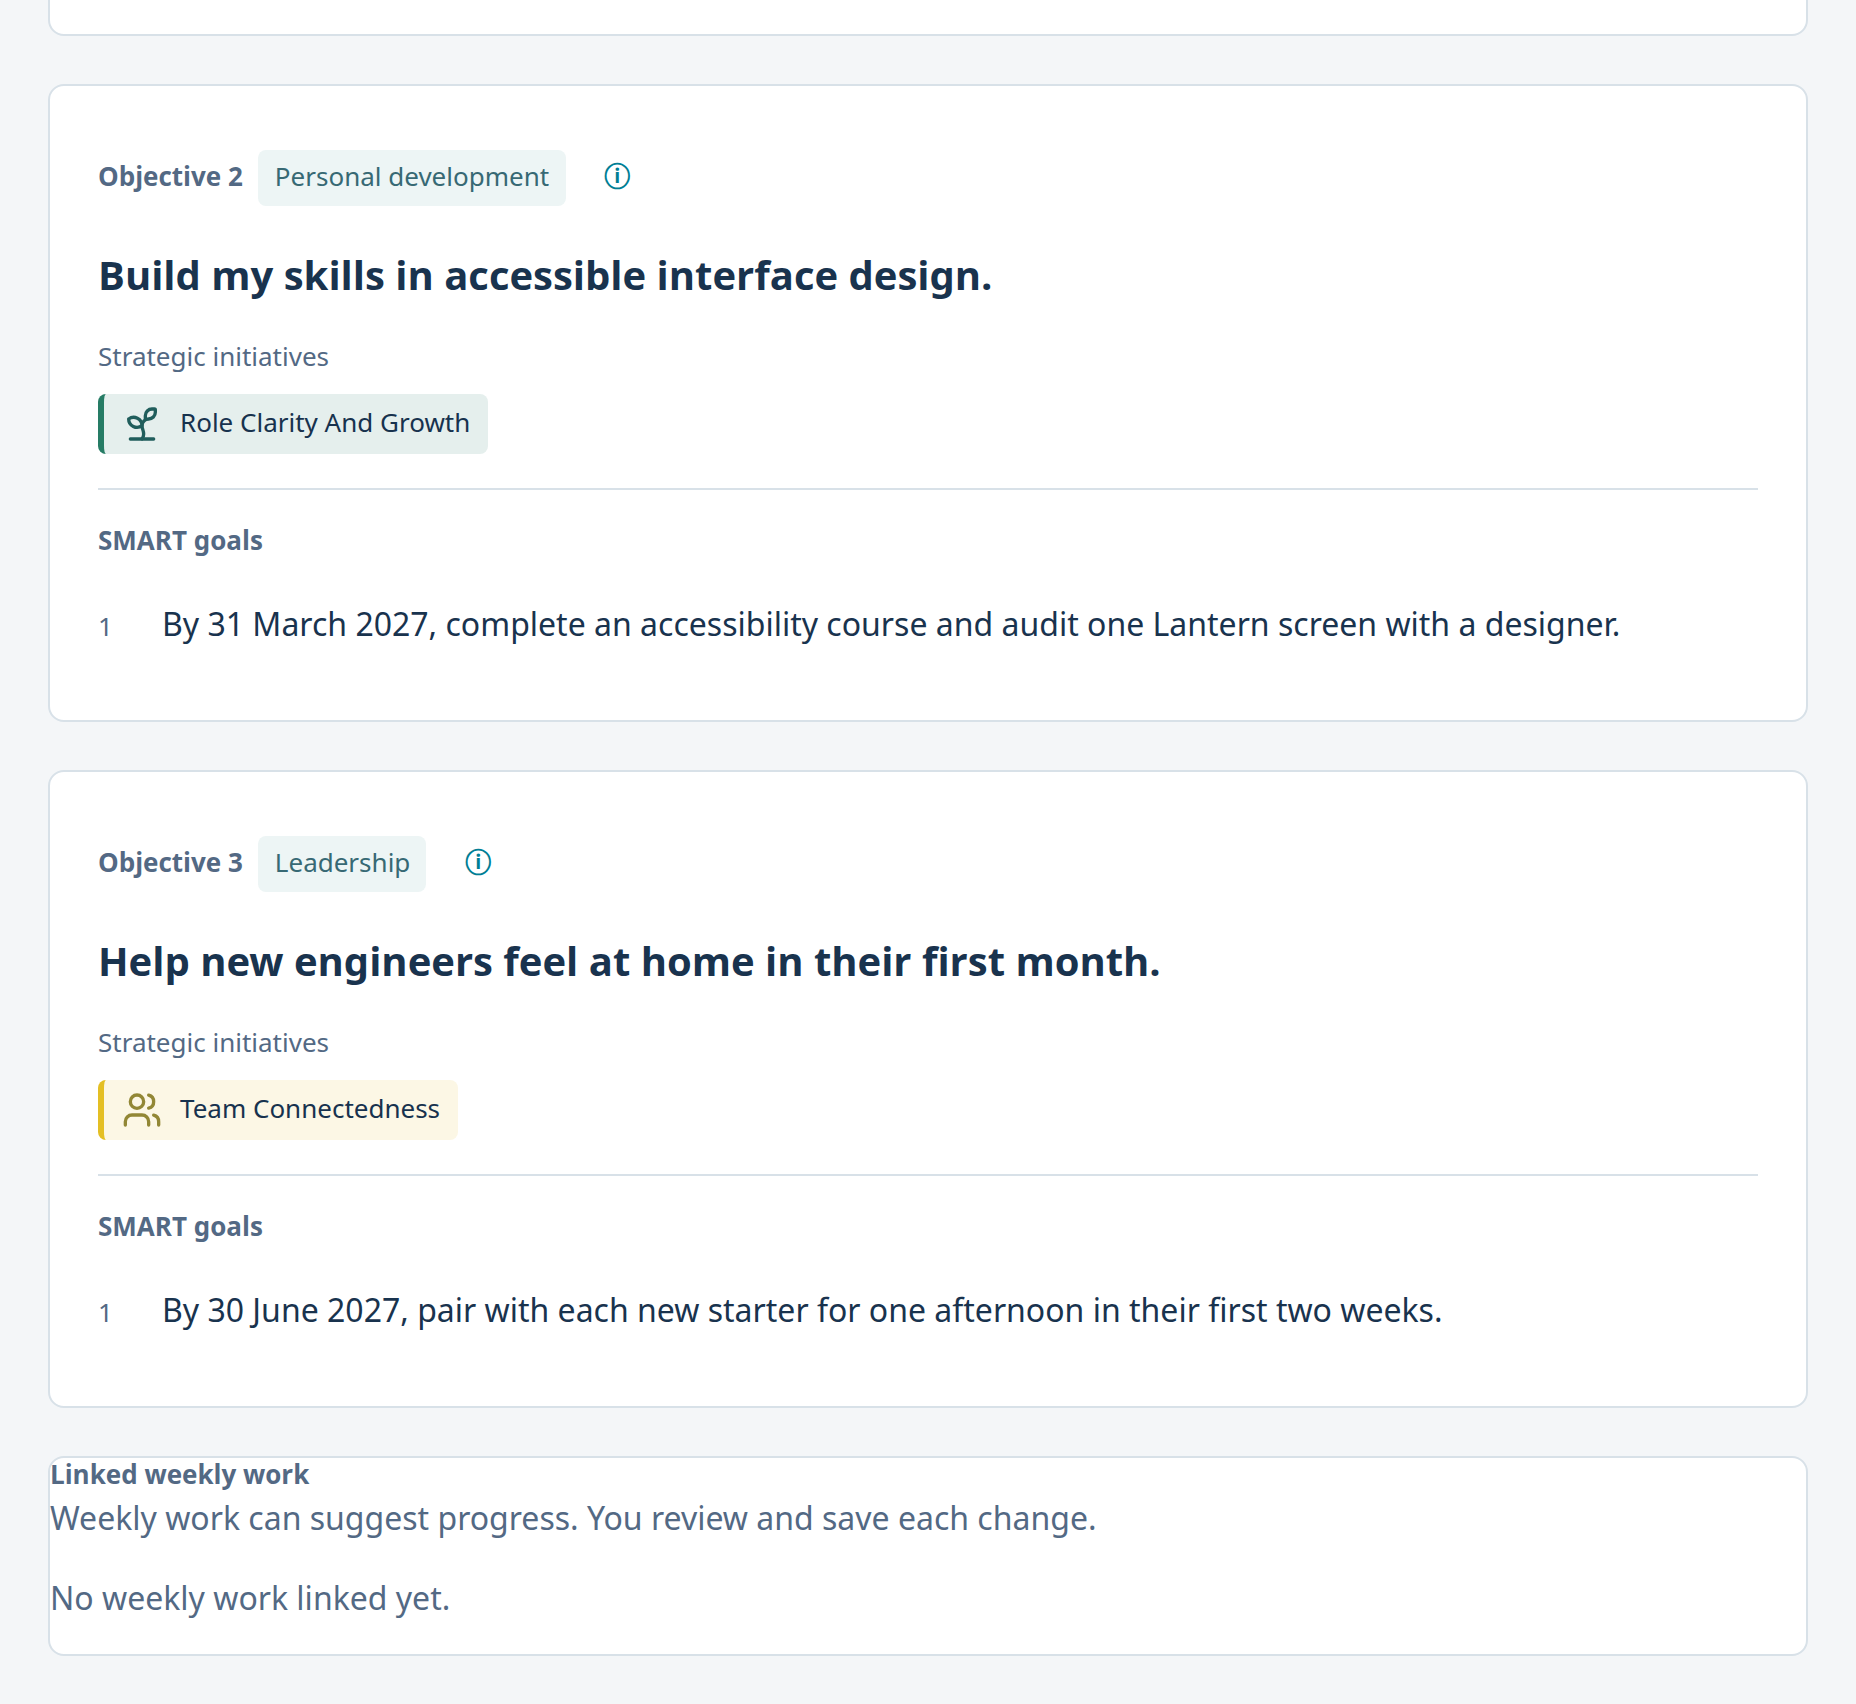 Objective 2 Personal development
Build my skills in accessible interface design.
Strategic initiatives
Role Clarity And Growth
SMART goals
1 By 31 March 2027, complete an accessibility course and audit one Lantern screen with a designer.
Objective 3 Leadership
Help new engineers feel at home in their first month.
Strategic initiatives
Team Connectedness
SMART goals
1 By 30 June 2027, pair with each new starter for one afternoon in their first two weeks.
Linked weekly work
Weekly work can suggest progress. You review and save each change.
No weekly work linked yet.